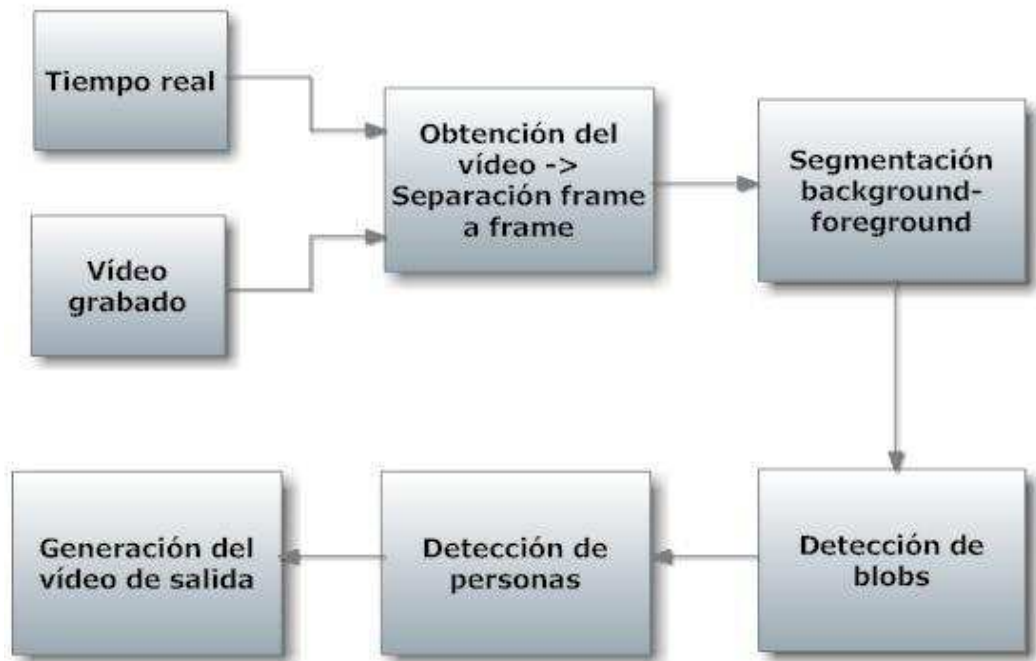 Tiempo real
Obtención del
vídeo ->
Separación frame
a frame
Segmentación
background-
foreground
Vídeo
grabado
Generación del
vídeo de salida
Detección de
personas
Detección de
blobs